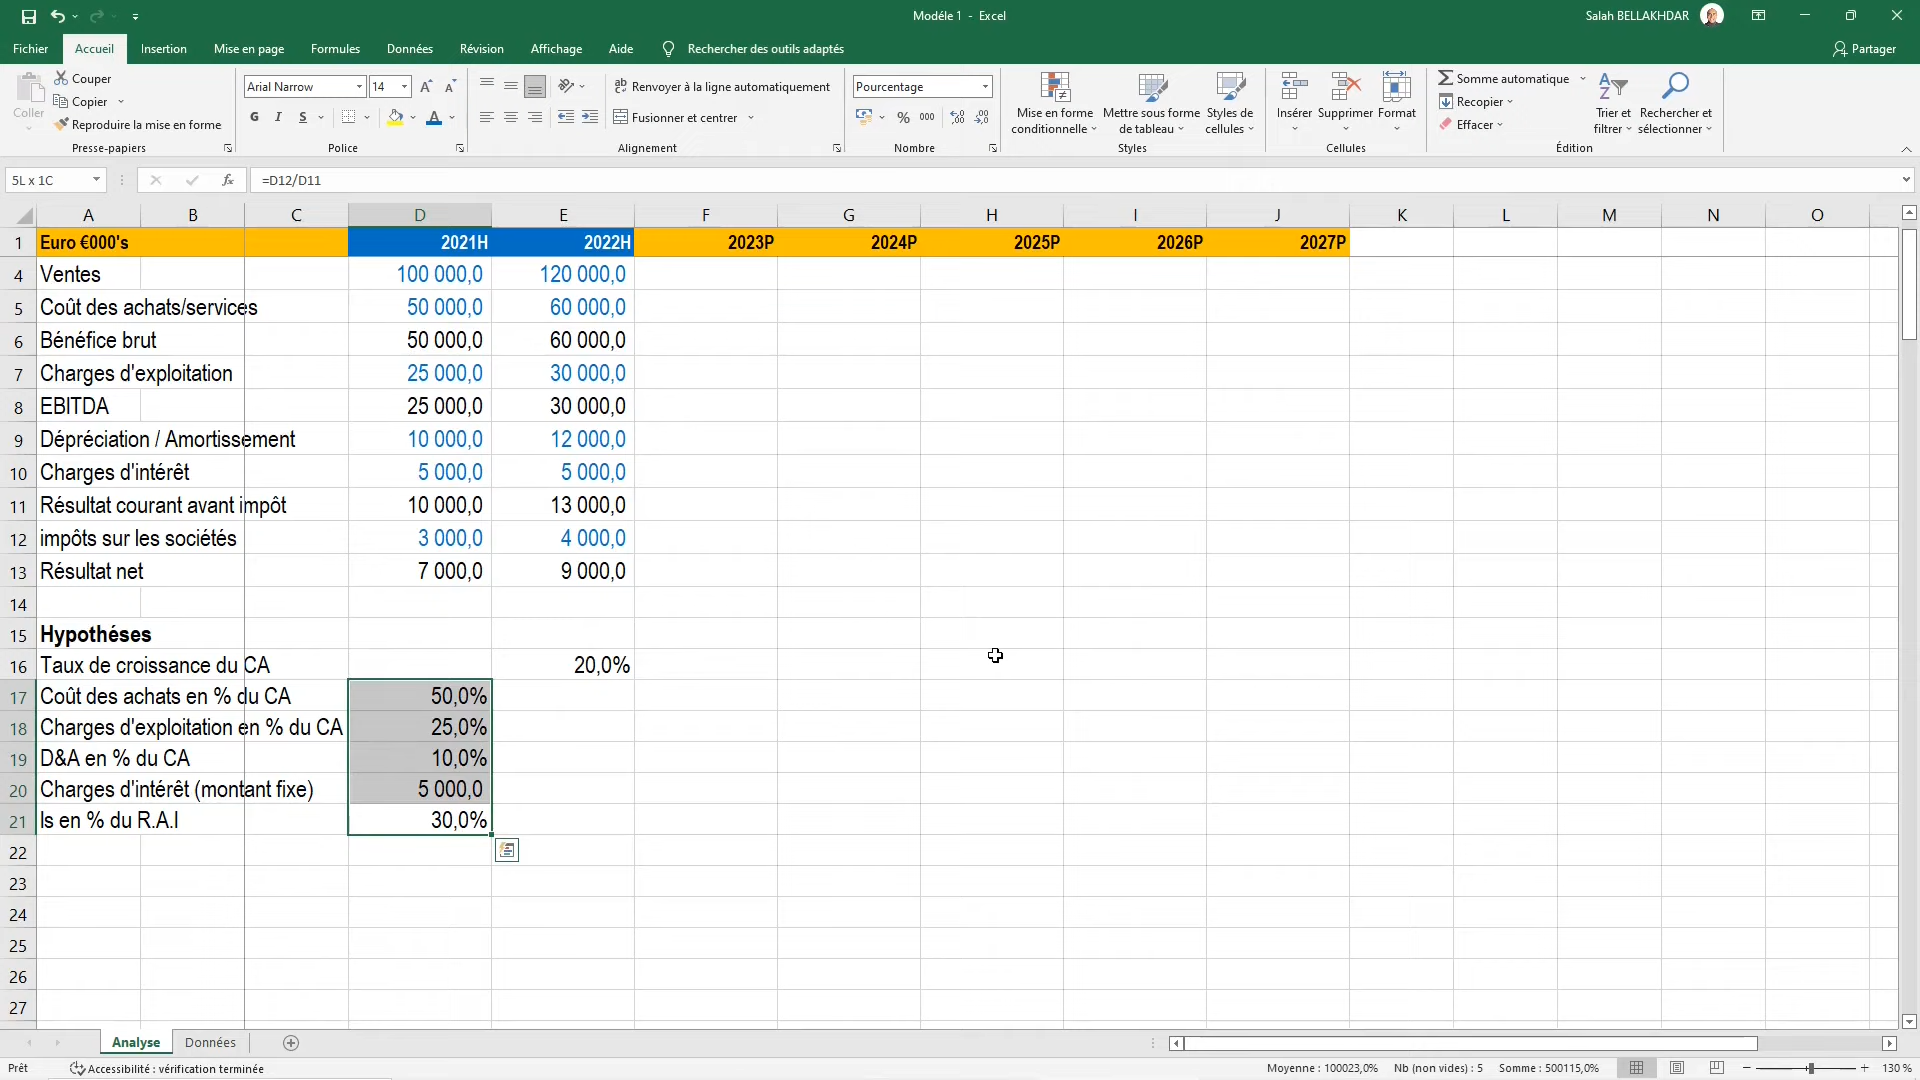 Modéle 1 - Excel
Salah BELLAKHDAR
Fichier Accueil Insertion Mise en page Formules Données Révision Affichage Aide Rechercher des outils adaptés Partager
Coller
Couper
Copier
Reproduire la mise en forme
Presse-papiers
Arial Narrow 14
G I S
Police
Renvoyer à la ligne automatiquement
Fusionner et centrer
Alignement
Pourcentage
% 000
Nombre
Mise en forme conditionnelle
Mettre sous forme de tableau
Styles de cellules
Styles
Insérer Supprimer Format
Cellules
Somme automatique
Recopier
Effacer
Trier et filtrer
Rechercher et sélectionner
Édition
5L x 1C fx =D12/D11
A B C D E F G H I J K L M N O
1 Euro €000's 2021H 2022H 2023P 2024P 2025P 2026P 2027P
4 Ventes 100 000,0 120 000,0
5 Coût des achats/services 50 000,0 60 000,0
6 Bénéfice brut 50 000,0 60 000,0
7 Charges d'exploitation 25 000,0 30 000,0
8 EBITDA 25 000,0 30 000,0
9 Dépréciation / Amortissement 10 000,0 12 000,0
10 Charges d'intérêt 5 000,0 5 000,0
11 Résultat courant avant impôt 10 000,0 13 000,0
12 impôts sur les sociétés 3 000,0 4 000,0
13 Résultat net 7 000,0 9 000,0
14
15 Hypothéses
16 Taux de croissance du CA 20,0%
17 Coût des achats en % du CA 50,0%
18 Charges d'exploitation en % du CA 25,0%
19 D&A en % du CA 10,0%
20 Charges d'intérêt (montant fixe) 5 000,0
21 Is en % du R.A.I 30,0%
22
23
24
25
26
27
Analyse Données
Prêt Accessibilité : vérification terminée Moyenne : 100023,0% Nb (non vides) : 5 Somme : 500115,0% 130 %